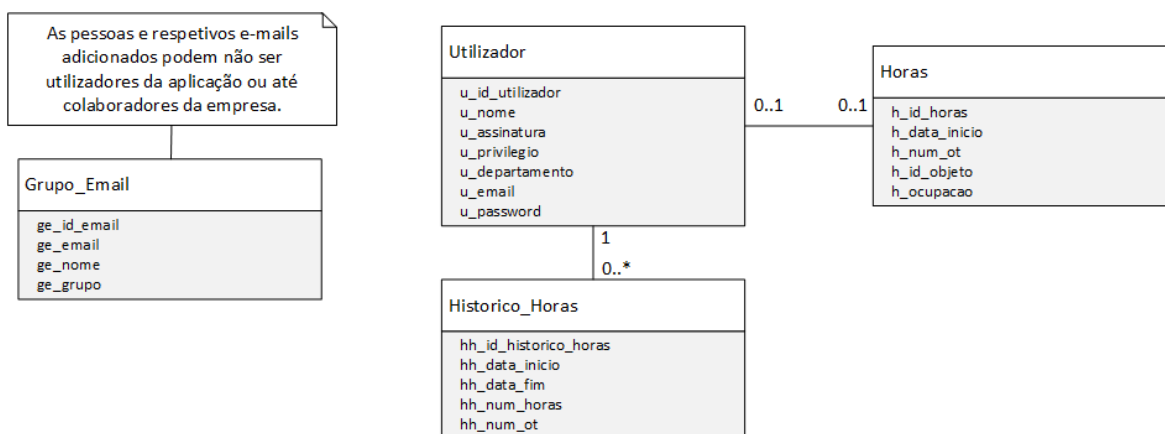 As pessoas e respetivos e-mails
adicionados podem não ser
utilizadores da aplicação ou até
colaboradores da empresa.
Grupo_Email
ge_id_email
ge_email
ge_nome
ge_grupo
Utilizador
u_id_utilizador
u_nome
u_assinatura
u_privilegio
u_departamento
u_email
u_password
0..1
0..1
Horas
h_id_horas
h_data_inicio
h_num_ot
h_id_objeto
h_ocupacao
1
0..*
Historico_Horas
hh_id_historico_horas
hh_data_inicio
hh_data_fim
hh_num_horas
hh_num_ot